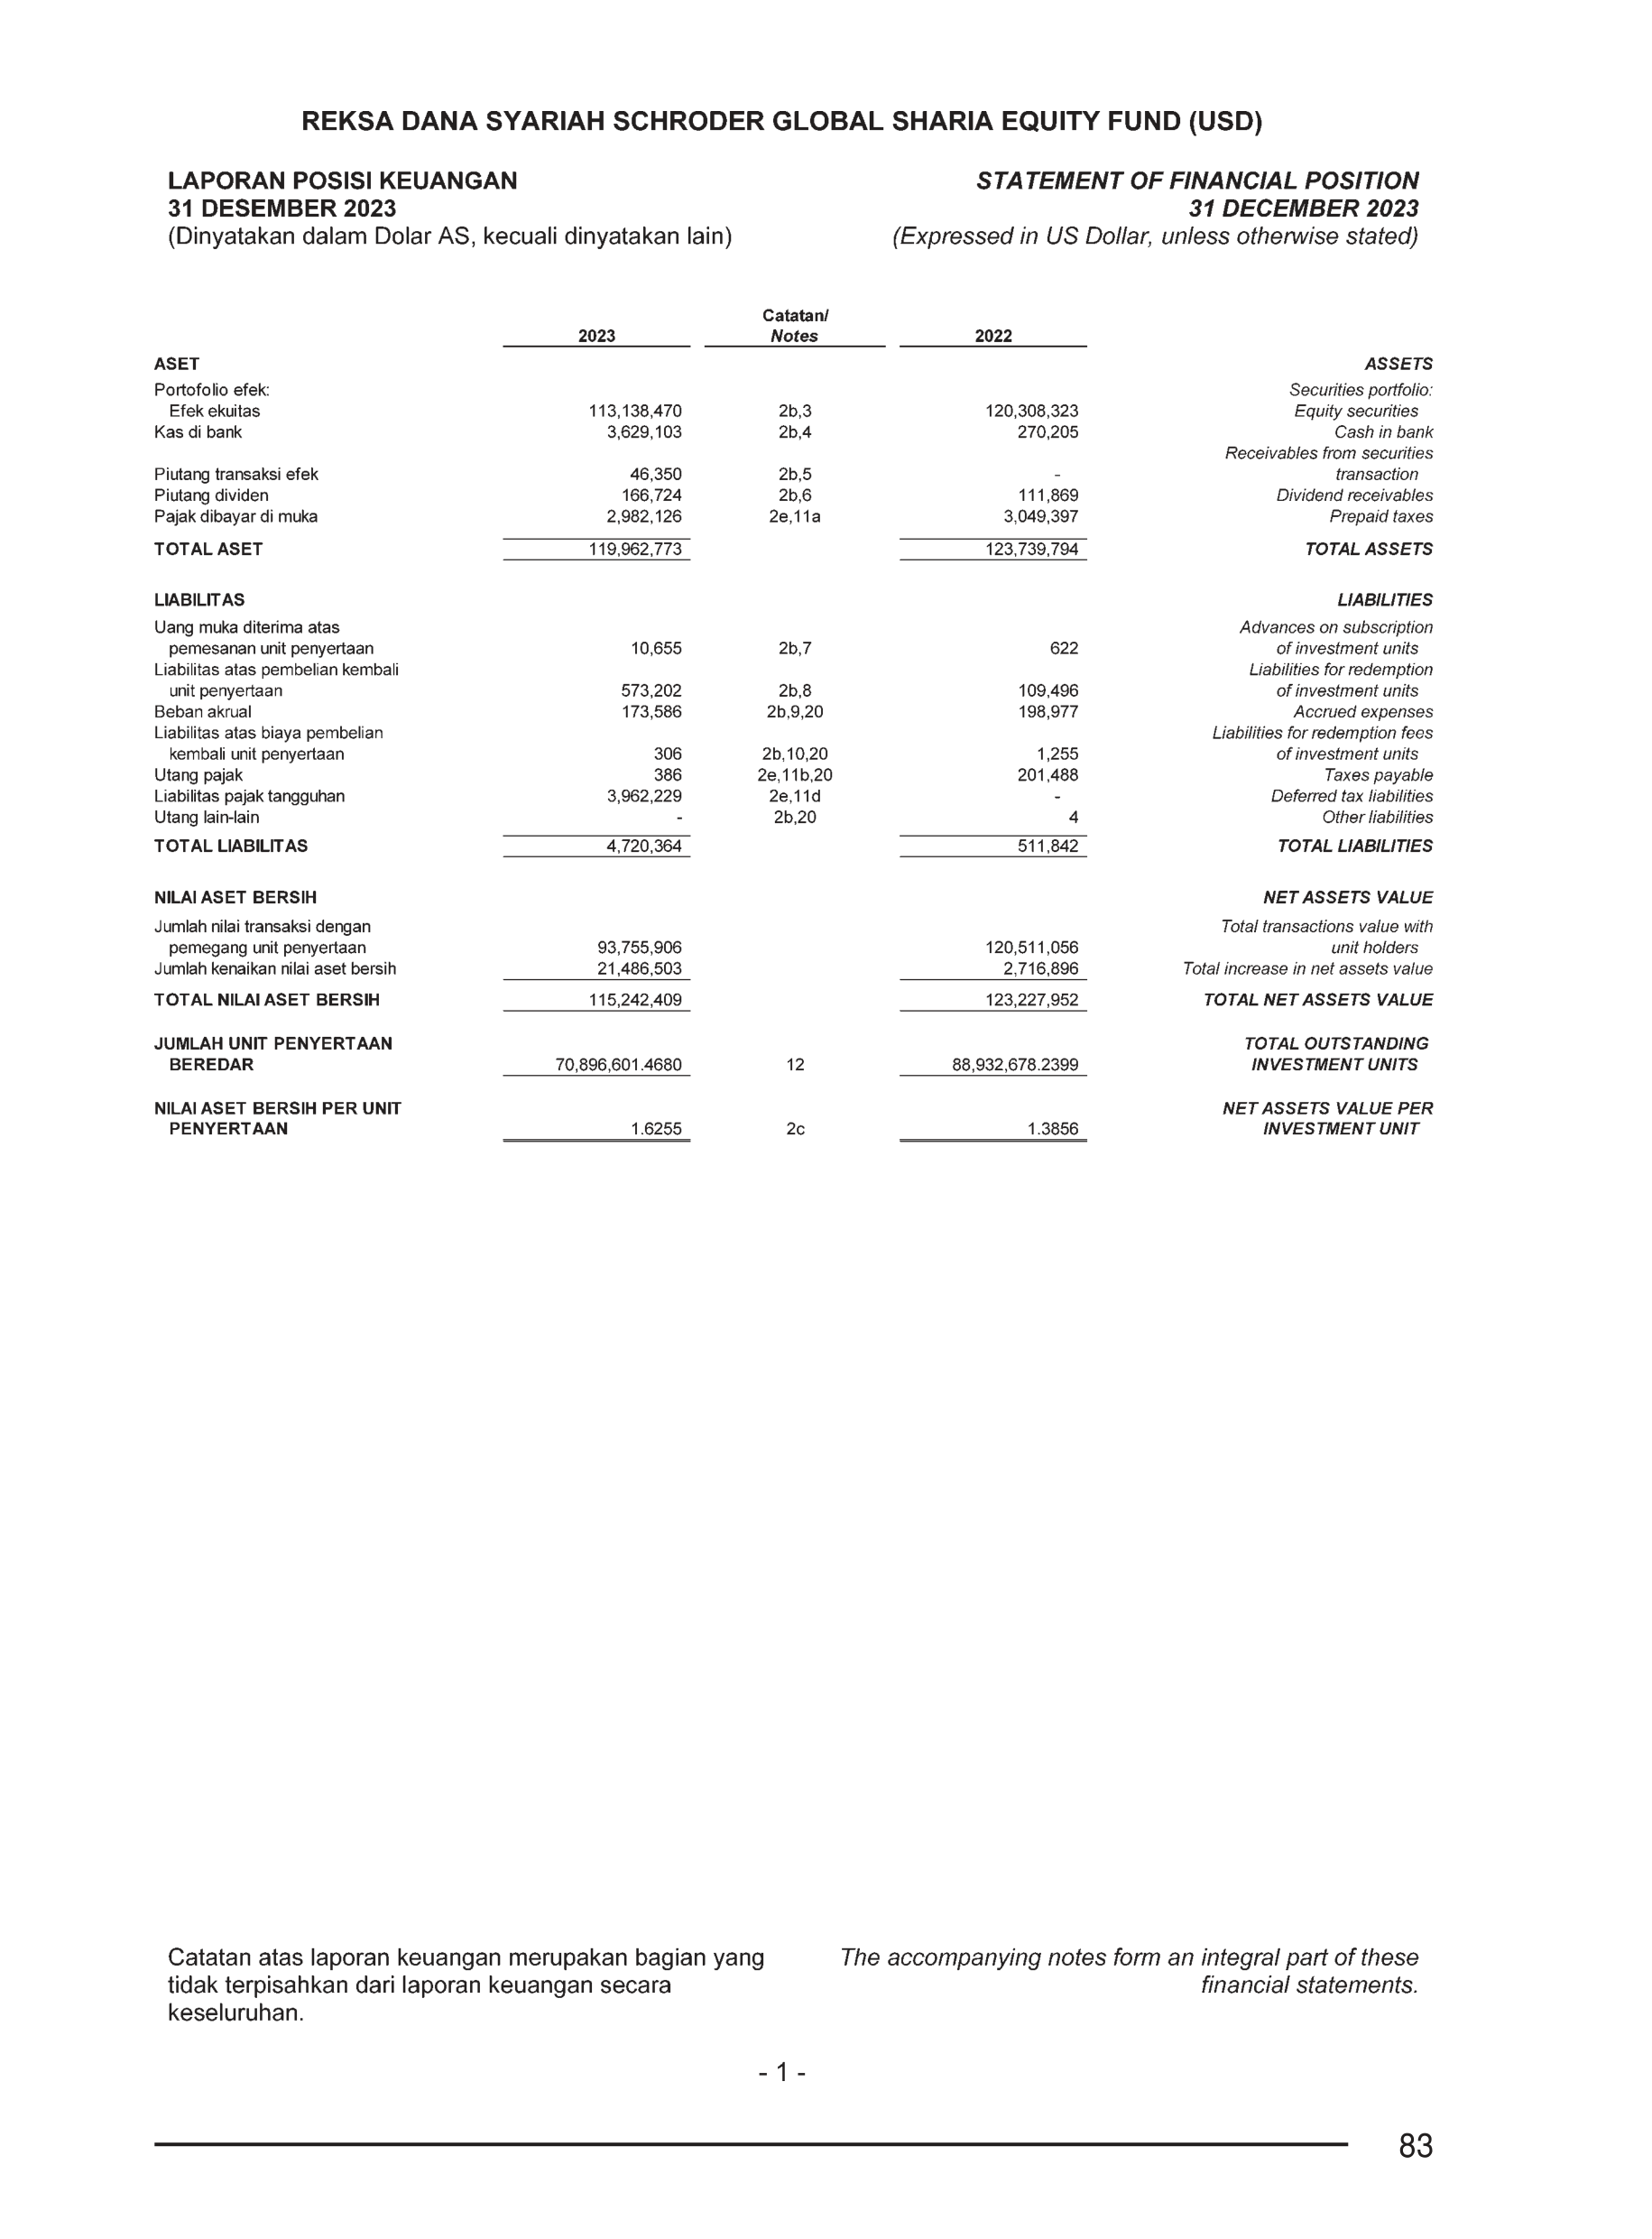 REKSA DANA SYARIAH SCHRODER GLOBAL SHARIA EQUITY FUND (USD)
LAPORAN POSISI KEUANGAN STATEMENT OF FINANCIAL POSITION
31 DESEMBER 2023 31 DECEMBER 2023
(Dinyatakan dalam Dolar AS, kecuali dinyatakan lain) (Expressed in US Dollar, unless otherwise stated)
Catatan/
2023 Notes 2022
ASET ASSETS
Portofolio efek: Securities portfolio:
Efek ekuitas 113,138,470 2b,3 120,308,323 Equity securities
Kas di bank 3,629,103 2b,4 270,205 Cash in bank
Receivables from securities
Piutang transaksi efek 46,350 2b,5 - transaction
Piutang dividen 166,724 2b,6 111,869 Dividend receivables
Pajak dibayar di muka 2,982,126 2e,11a 3,049,397 Prepaid taxes
TOTAL ASET 119,962,773 123,739,794 TOTAL ASSETS
LIABILITAS LIABILITIES
Uang muka diterima atas Advances on subscription
pemesanan unit penyertaan 10,655 2b,7 622 of investment units
Liabilitas atas pembelian kembali Liabilities for redemption
unit penyertaan 573,202 2b,8 109,496 of investment units
Beban akrual 173,586 2b,9,20 198,977 Accrued expenses
Liabilitas atas biaya pembelian Liabilities for redemption fees
kembali unit penyertaan 306 2b,10,20 1,255 of investment units
Utang pajak 386 2e,11b,20 201,488 Taxes payable
Liabilitas pajak tangguhan 3,962,229 2e,11d - Deferred tax liabilities
Utang lain-lain - 2b,20 4 Other liabilities
TOTAL LIABILITAS 4,720,364 511,842 TOTAL LIABILITIES
NILAI ASET BERSIH NET ASSETS VALUE
Jumlah nilai transaksi dengan Total transactions value with
pemegang unit penyertaan 93,755,906 120,511,056 unit holders
Jumlah kenaikan nilai aset bersih 21,486,503 2,716,896 Total increase in net assets value
TOTAL NILAI ASET BERSIH 115,242,409 123,227,952 TOTAL NET ASSETS VALUE
JUMLAH UNIT PENYERTAAN TOTAL OUTSTANDING
BEREDAR 70,896,601.4680 12 88,932,678.2399 INVESTMENT UNITS
NILAI ASET BERSIH PER UNIT NET ASSETS VALUE PER
PENYERTAAN 1.6255 2c 1.3856 INVESTMENT UNIT
Catatan atas laporan keuangan merupakan bagian yang The accompanying notes form an integral part of these
tidak terpisahkan dari laporan keuangan secara financial statements.
keseluruhan.
- 1 -
83